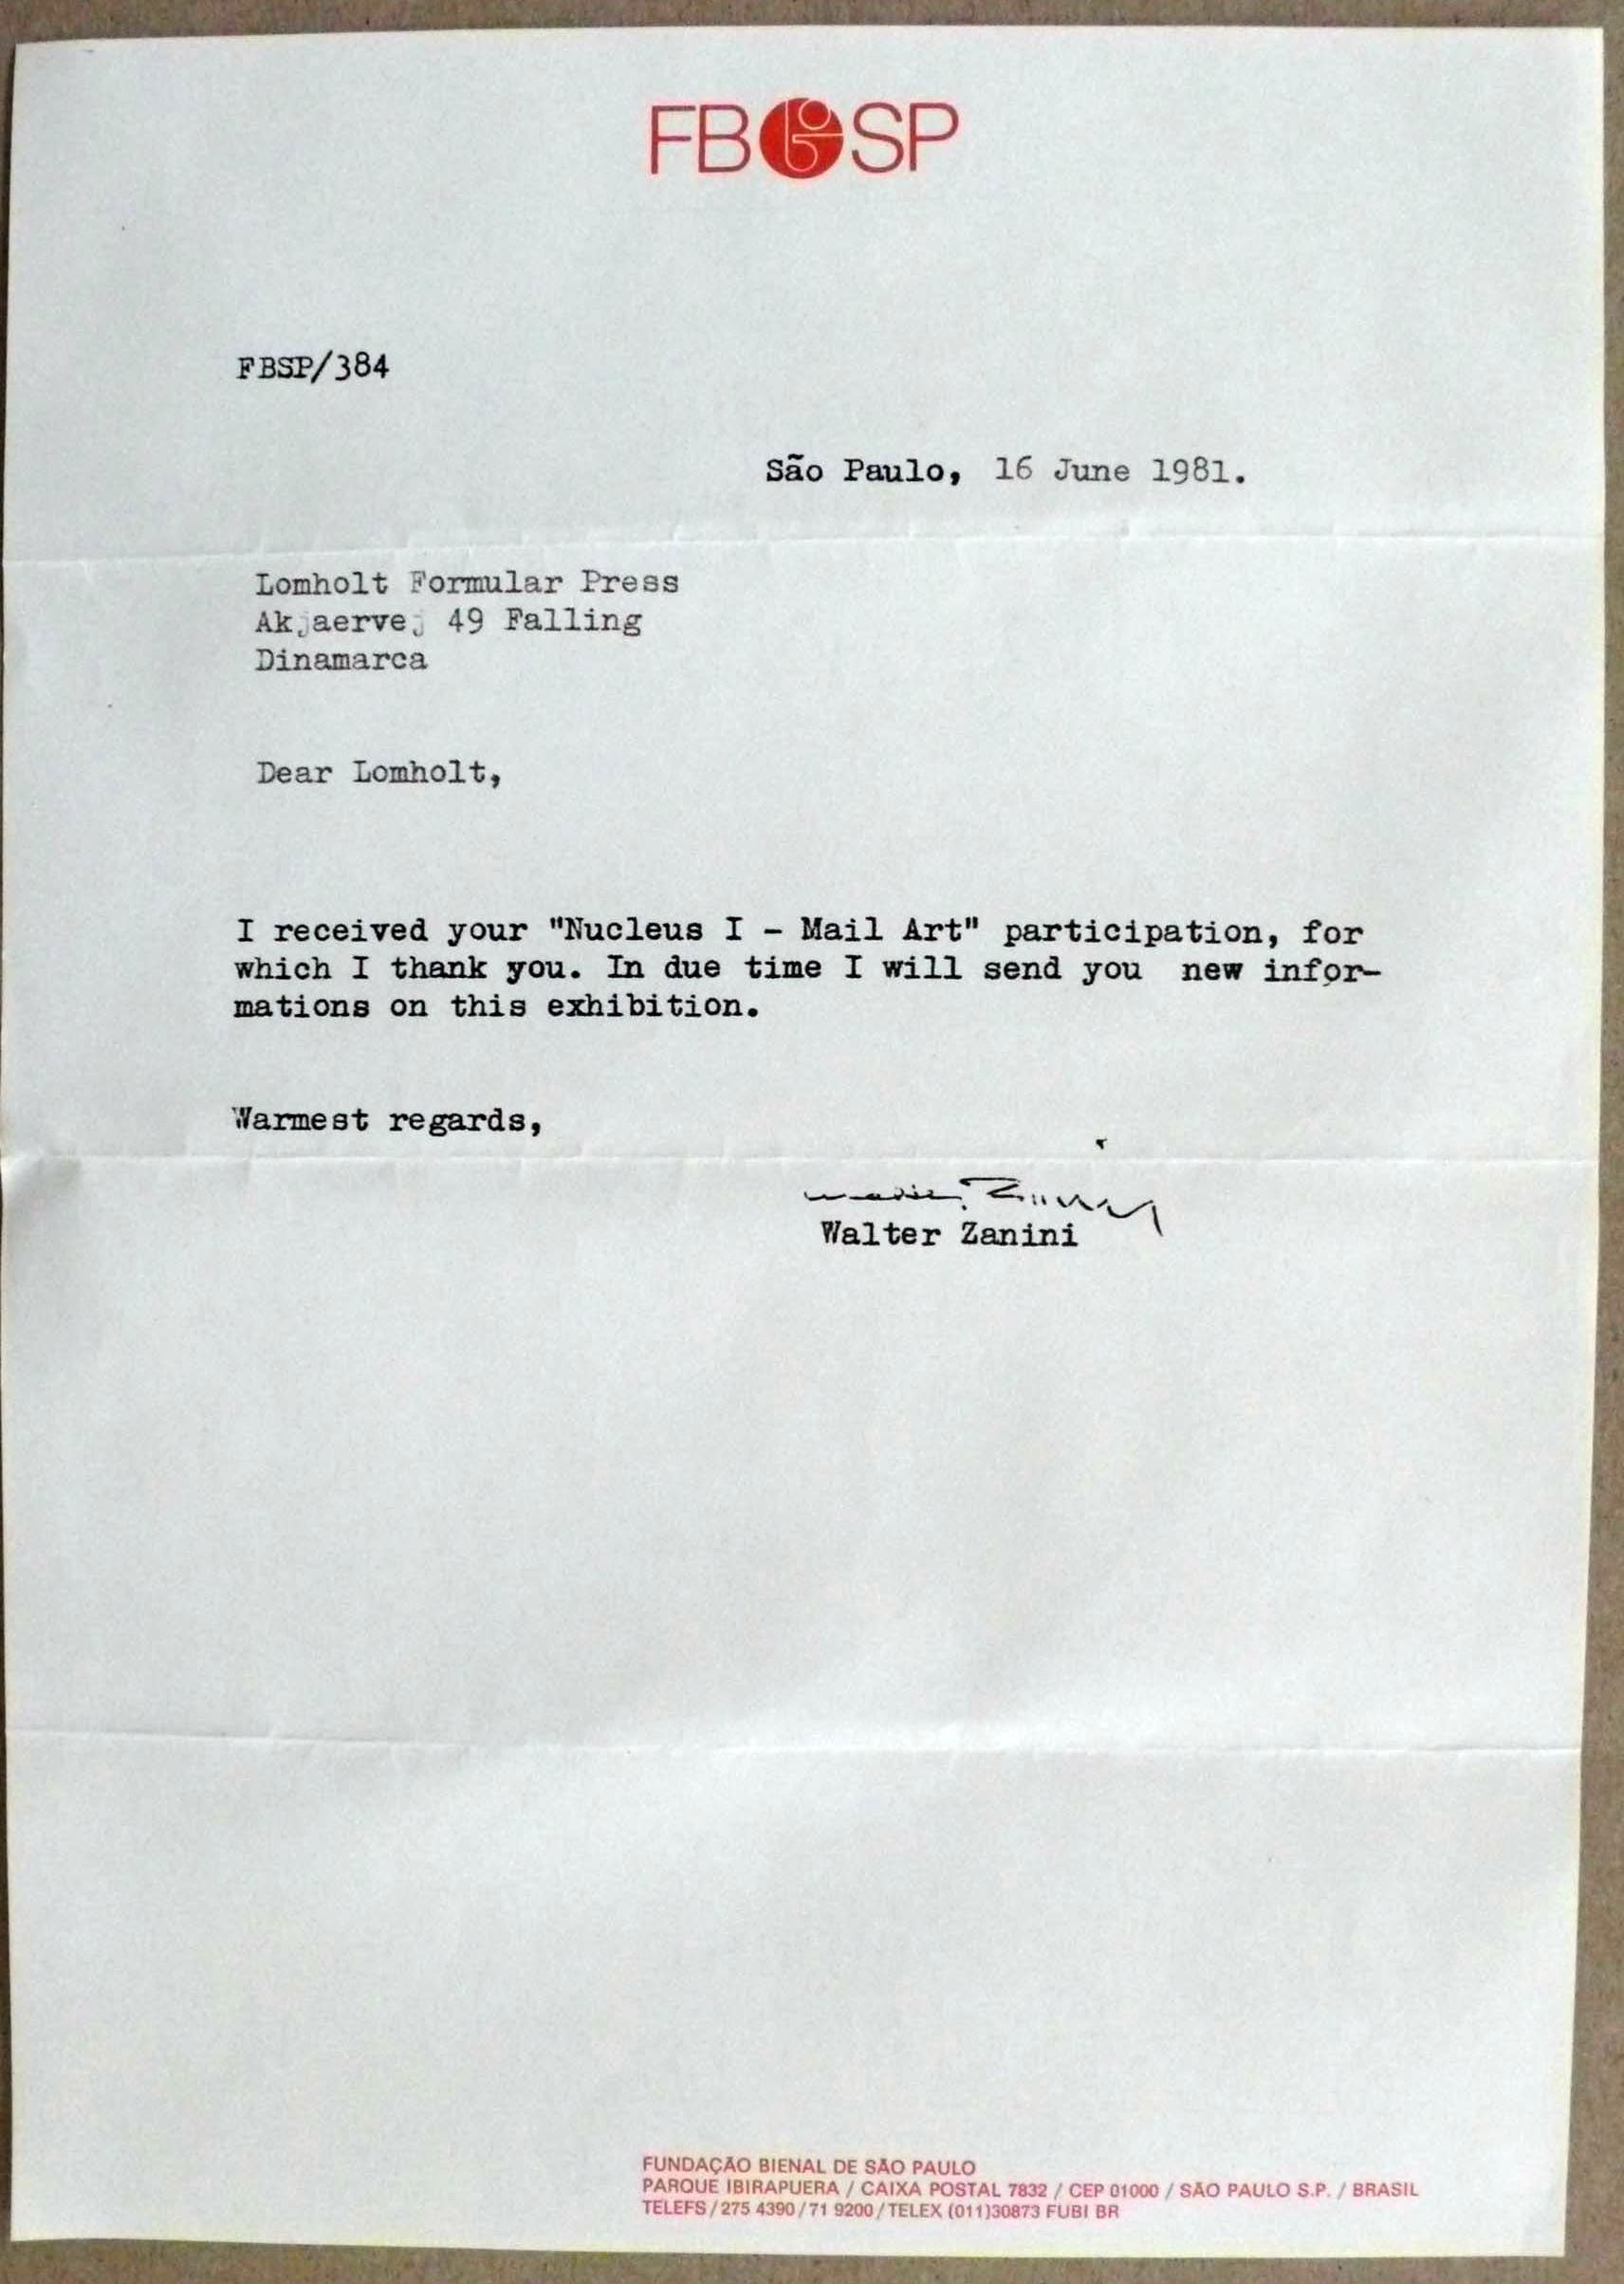 FBSP
FBSP/384
São Paulo, 16 June 1981.
Lomholt Formular Press
Akjaervej 49 Falling
Dinamarca
Dear Lomholt,
I received your "Nucleus I - Mail Art" participation, for
which I thank you. In due time I will send you new infor-
mations on this exhibition.
Warmest regards,
Walter Zanini
FUNDAÇÃO BIENAL DE SÃO PAULO
PARQUE IBIRAPUERA / CAIXA POSTAL 7832 / CEP 01000 / SÃO PAULO S.P. / BRASIL
TELEFS / 275 4390 / 71 9200 / TELEX (011)30873 FUBI BR